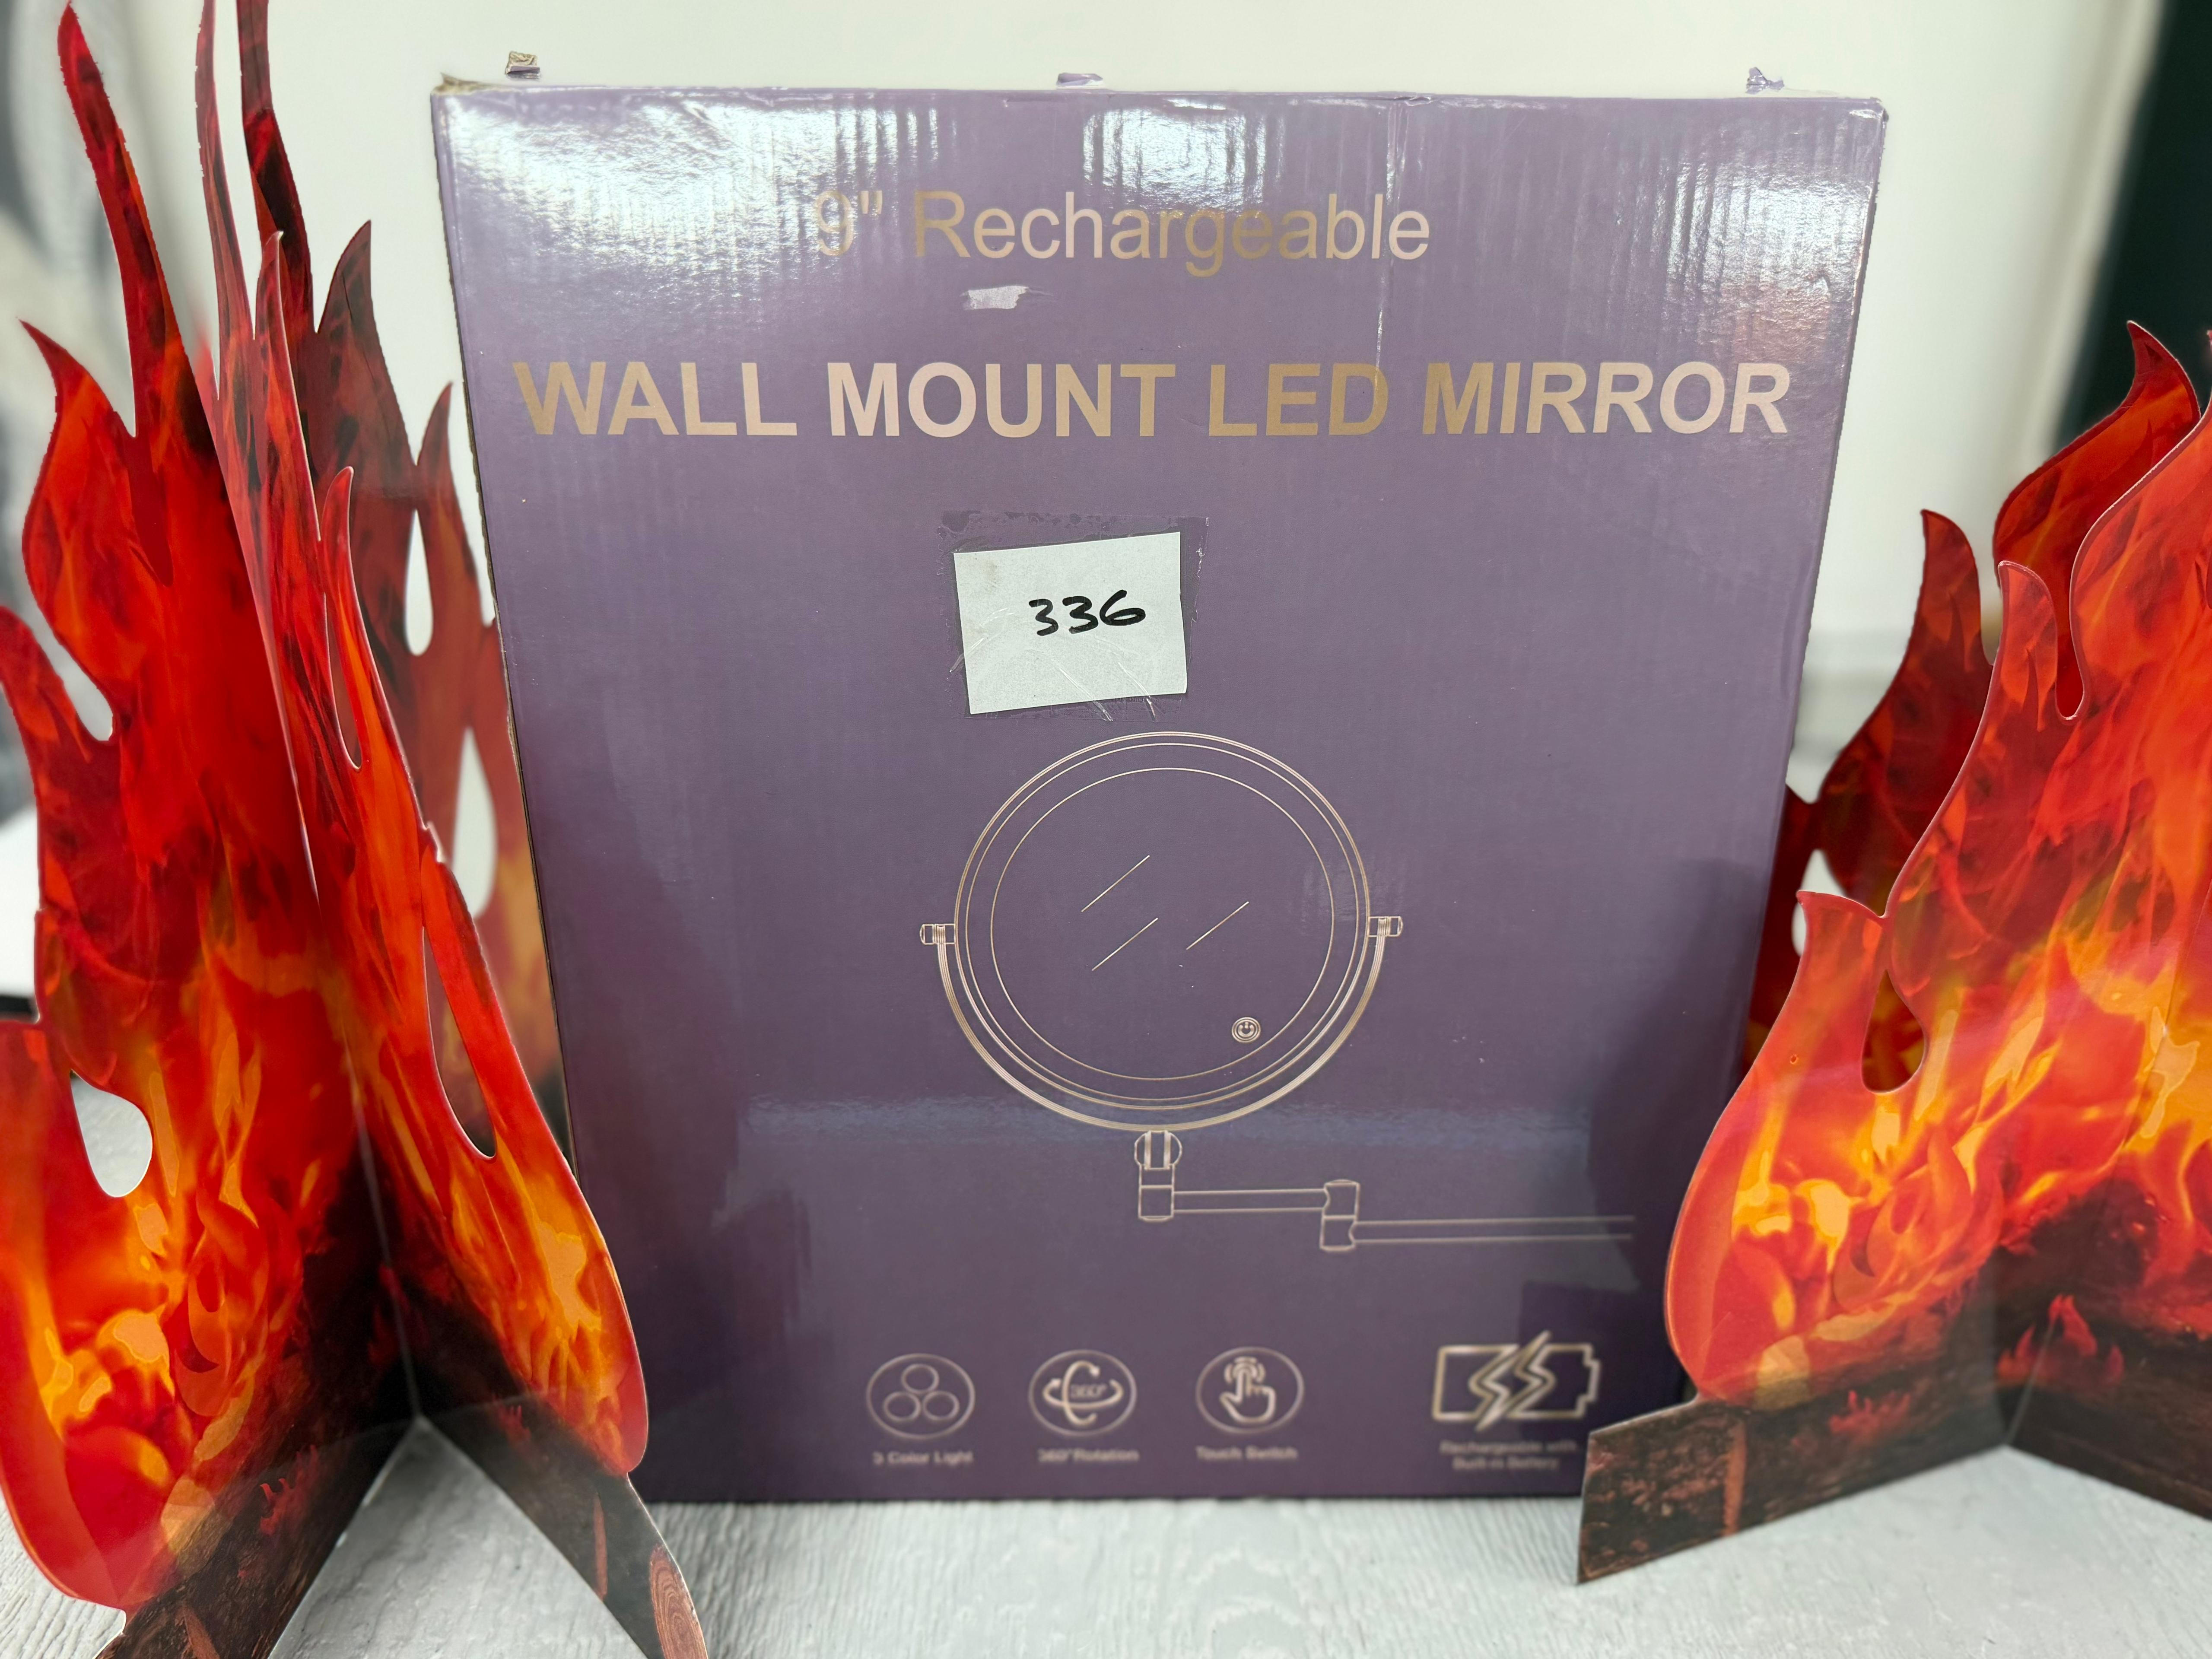 9" Rechargeable
WALL MOUNT LED MIRROR
336
360°
3 Color Light
360°Rotation
Touch Switch
Rechargeable with
Built-in Battery